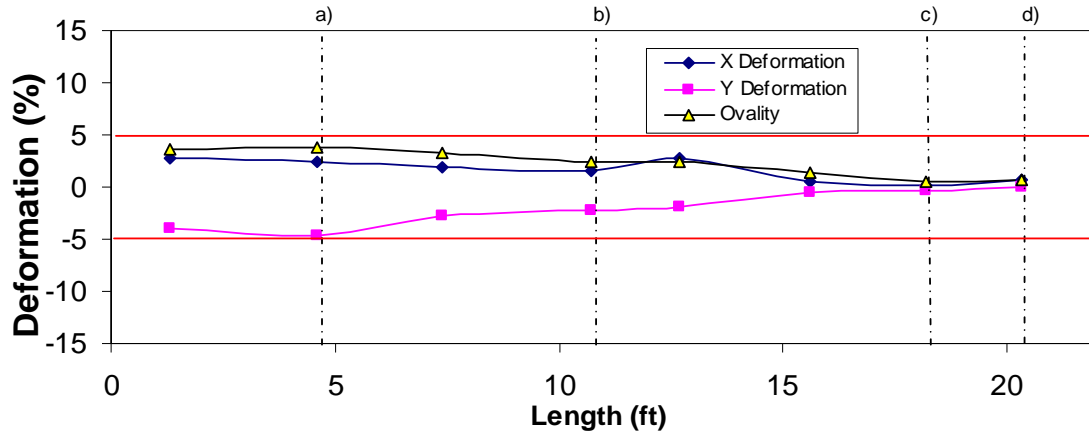 a) b) c) d)
15
10
5
0
-5
-10
-15
Deformation (%)
X Deformation
Y Deformation
Ovality
0 5 10 15 20
Length (ft)